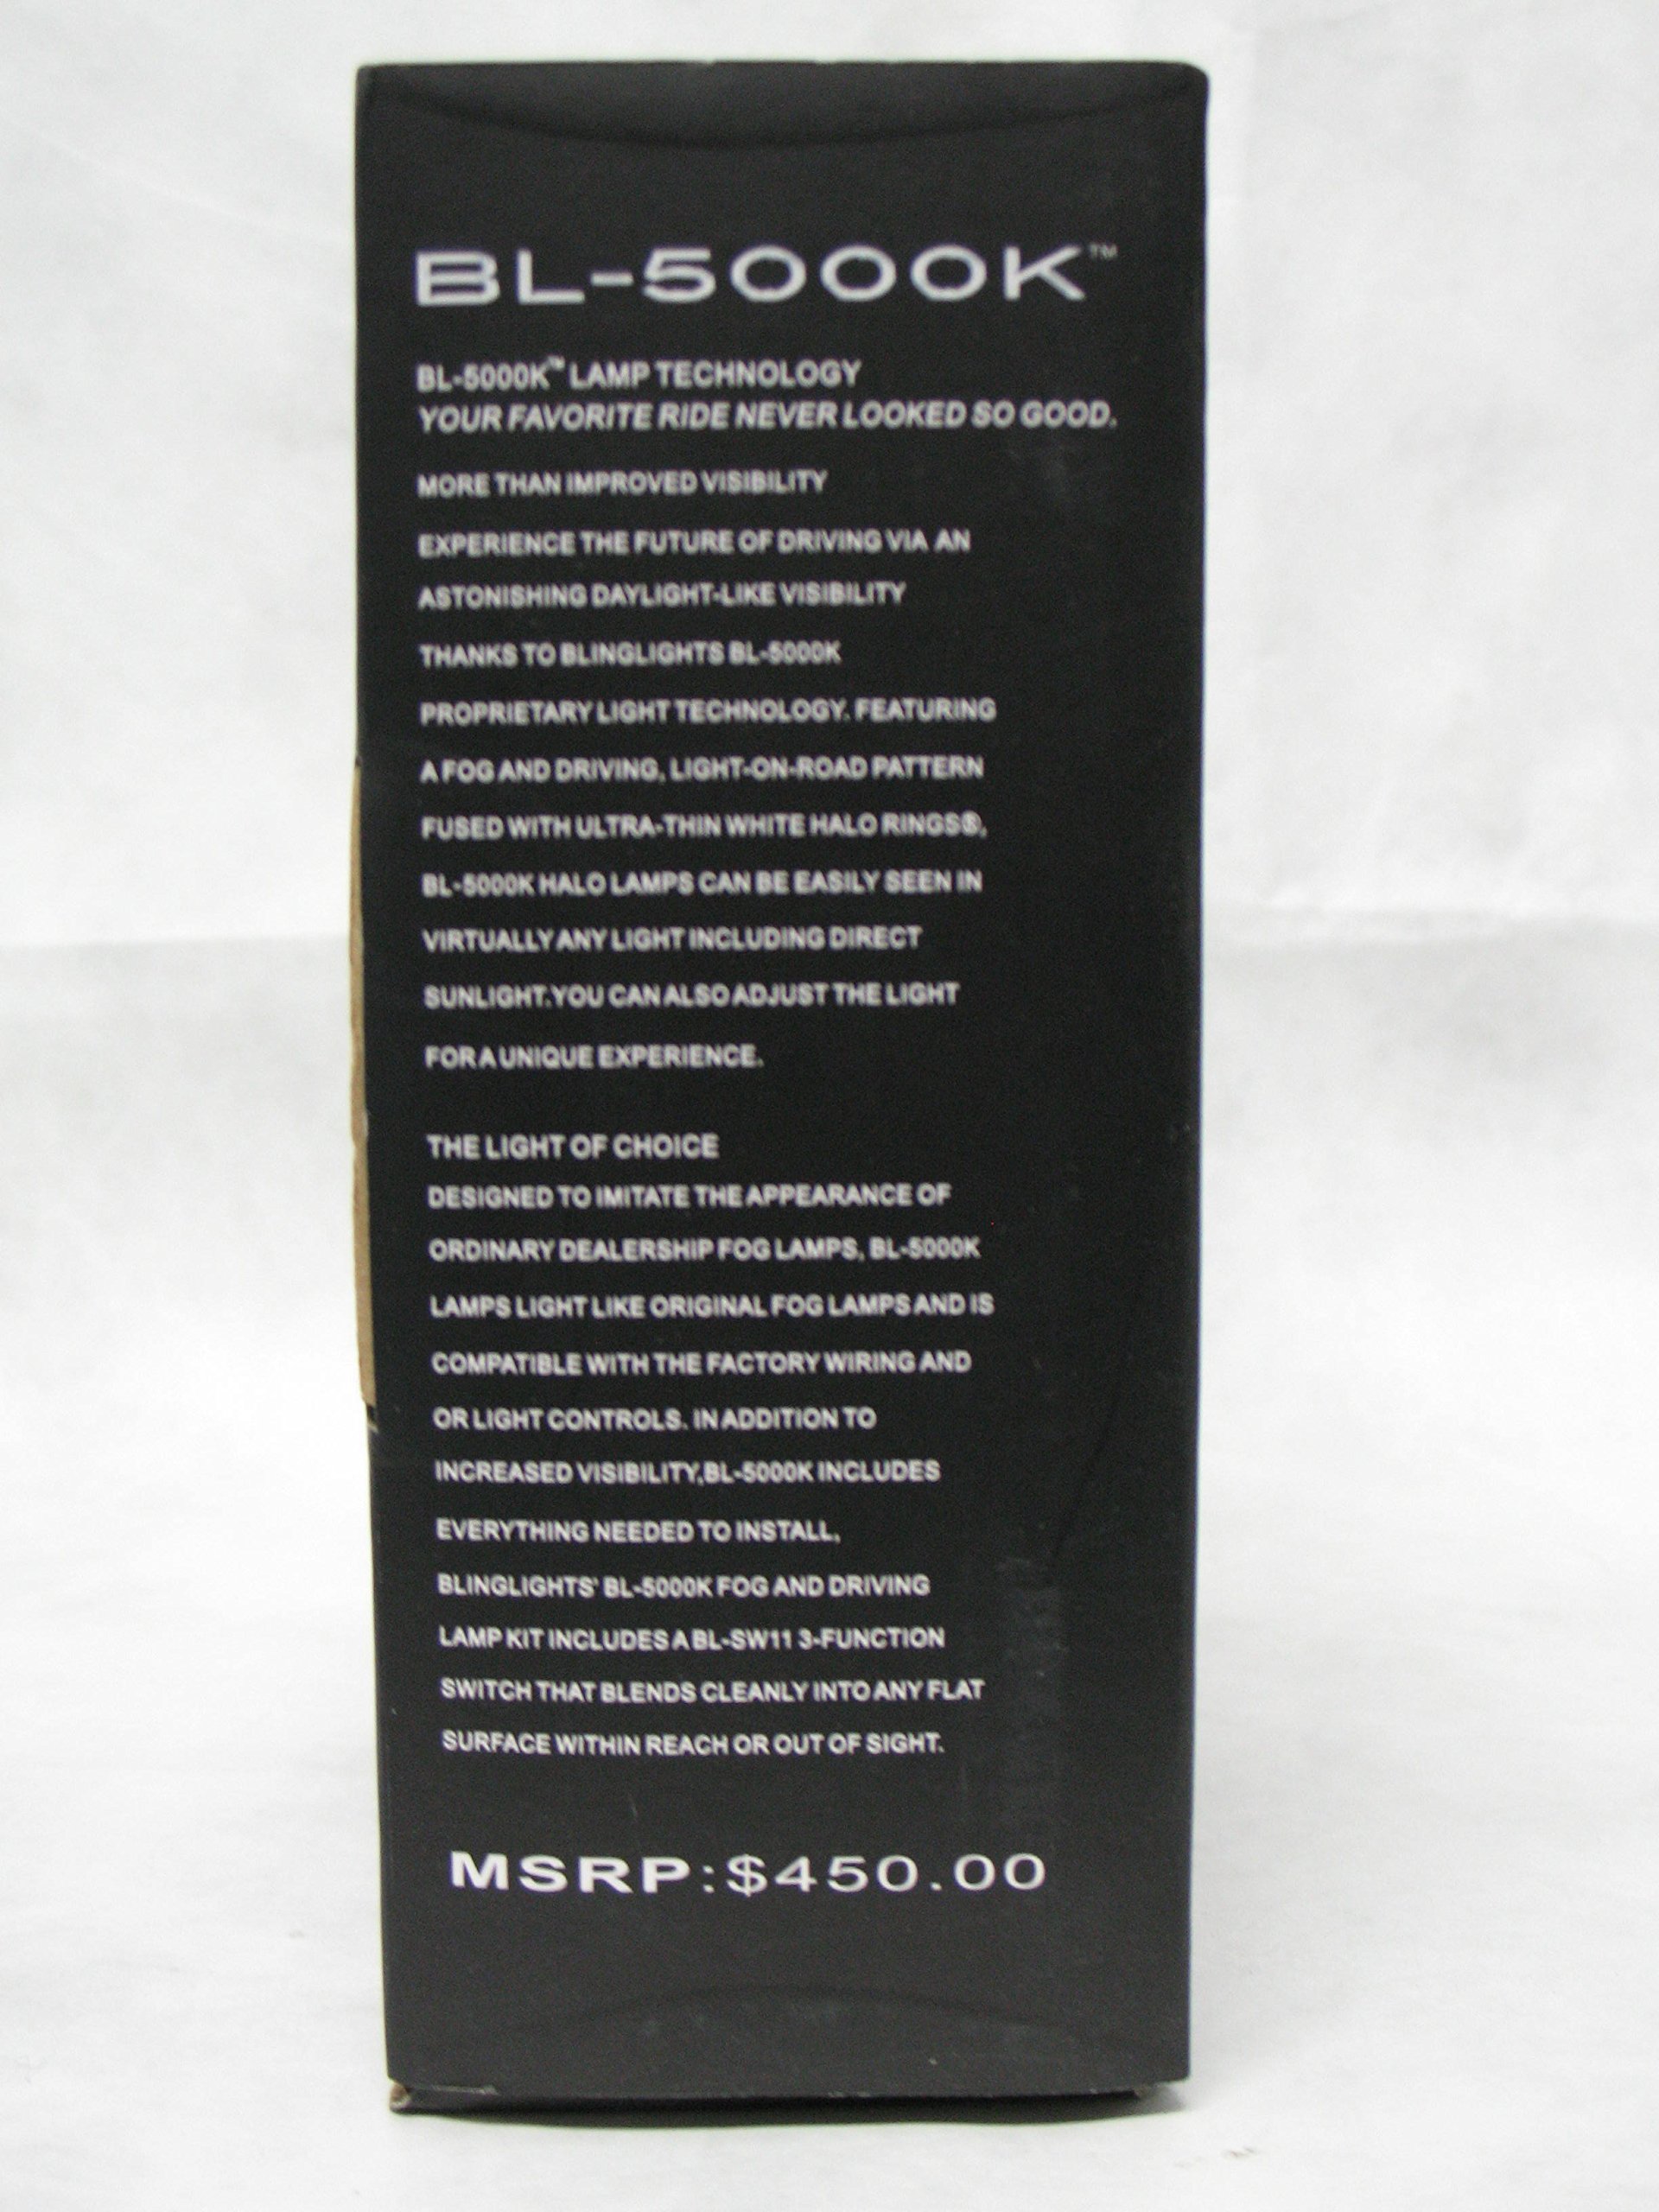 BL-5000K™
BL-5000K™ LAMP TECHNOLOGY
YOUR FAVORITE RIDE NEVER LOOKED SO GOOD.
MORE THAN IMPROVED VISIBILITY
EXPERIENCE THE FUTURE OF DRIVING VIA AN
ASTONISHING DAYLIGHT-LIKE VISIBILITY
THANKS TO BLINGLIGHTS BL-5000K
PROPRIETARY LIGHT TECHNOLOGY. FEATURING
A FOG AND DRIVING, LIGHT-ON-ROAD PATTERN
FUSED WITH ULTRA-THIN WHITE HALO RINGS®,
BL-5000K HALO LAMPS CAN BE EASILY SEEN IN
VIRTUALLY ANY LIGHT INCLUDING DIRECT
SUNLIGHT.YOU CAN ALSO ADJUST THE LIGHT
FOR A UNIQUE EXPERIENCE.
THE LIGHT OF CHOICE
DESIGNED TO IMITATE THE APPEARANCE OF
ORDINARY DEALERSHIP FOG LAMPS, BL-5000K
LAMPS LIGHT LIKE ORIGINAL FOG LAMPS AND IS
COMPATIBLE WITH THE FACTORY WIRING AND
OR LIGHT CONTROLS. IN ADDITION TO
INCREASED VISIBILITY,BL-5000K INCLUDES
EVERYTHING NEEDED TO INSTALL,
BLINGLIGHTS' BL-5000K FOG AND DRIVING
LAMP KIT INCLUDES A BL-SW11 3-FUNCTION
SWITCH THAT BLENDS CLEANLY INTO ANY FLAT
SURFACE WITHIN REACH OR OUT OF SIGHT.
MSRP:$450.00